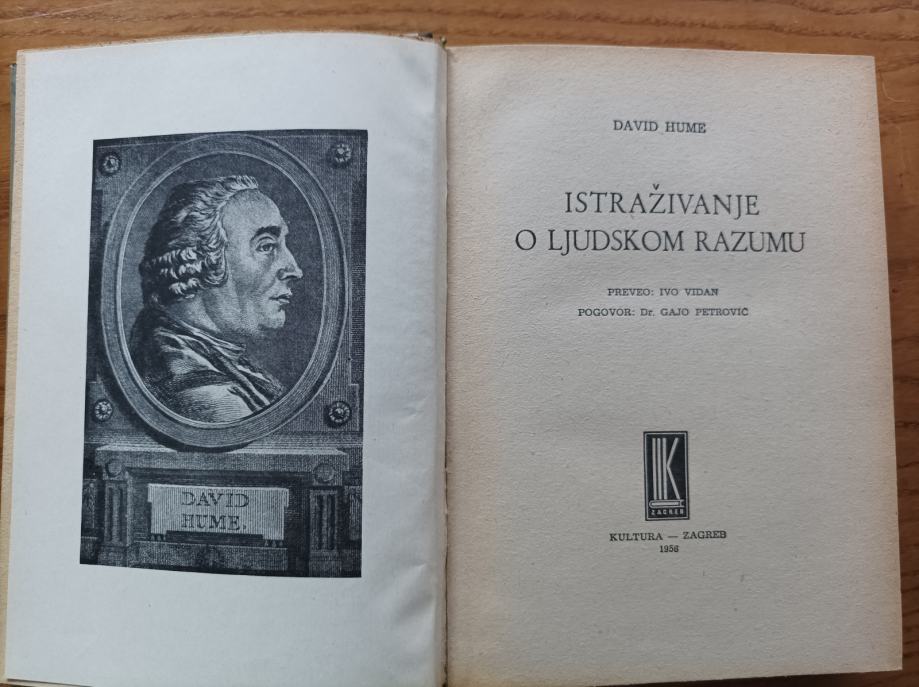 DAVID
HUME.
DAVID HUME
ISTRAŽIVANJE
O LJUDSKOM RAZUMU
PREVEO: IVO VIDAN
POGOVOR: Dr. GAJO PETROVIĆ
K
ZAGREB
KULTURA — ZAGREB
1956